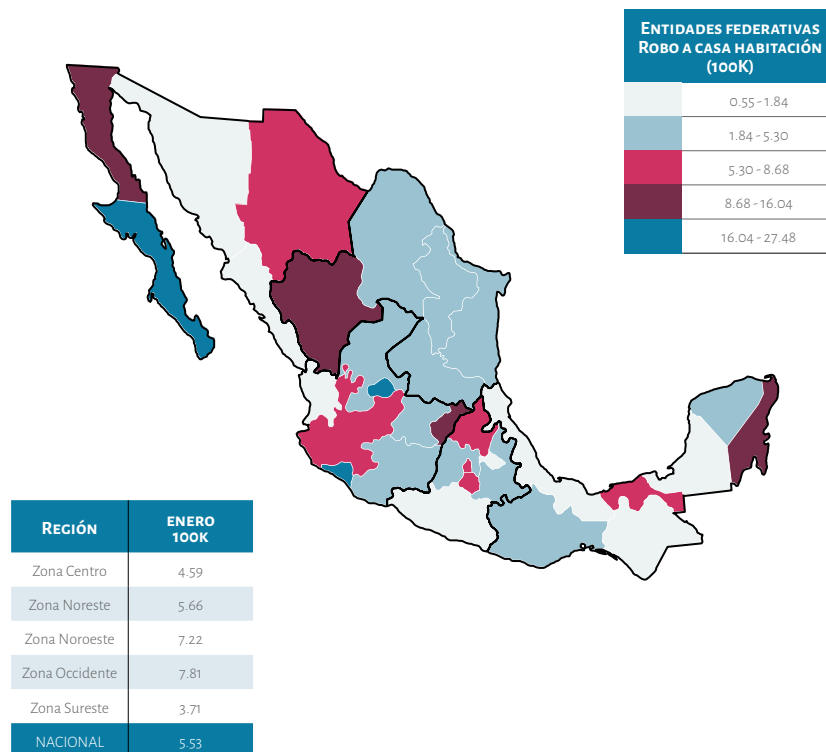 Entidades federativas
Robo a casa habitación
(100K)
0.55 - 1.84
1.84 - 5.30
5.30 - 8.68
8.68 - 16.04
16.04 - 27.48
Región enero 100K
Zona Centro 4.59
Zona Noreste 5.66
Zona Noroeste 7.22
Zona Occidente 7.81
Zona Sureste 3.71
NACIONAL 5.53